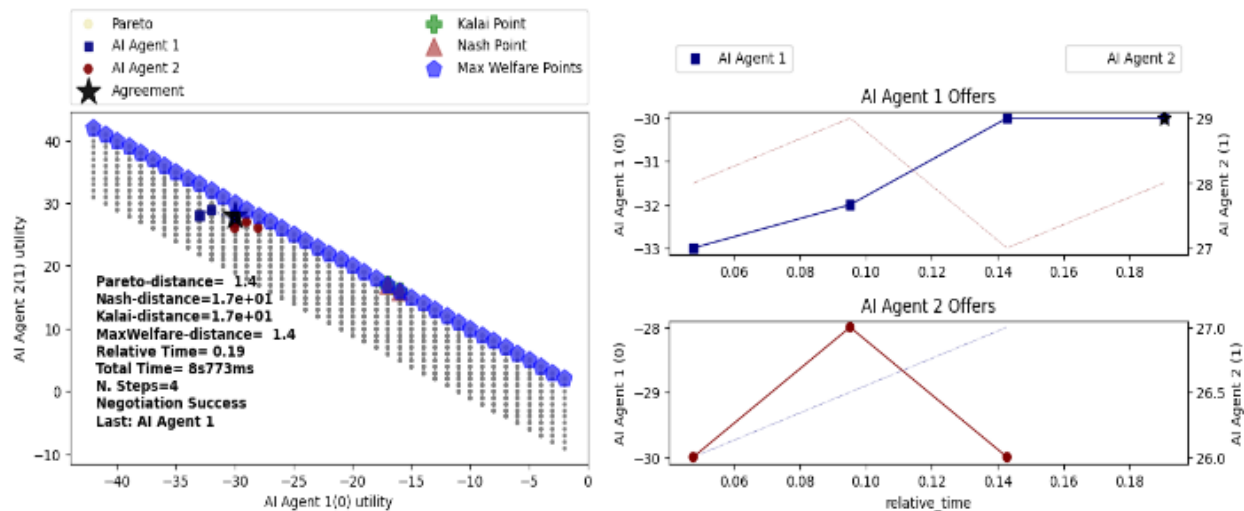 Pareto
AI Agent 1
AI Agent 2
Agreement
Kalai Point
Nash Point
Max Welfare Points
AI Agent 2(1) utility
40
30
20
10
0
−10
Pareto-distance= 1.4
Nash-distance=1.7e+01
Kalai-distance=1.7e+01
MaxWelfare-distance= 1.4
Relative Time= 0.19
Total Time= 8s773ms
N. Steps=4
Negotiation Success
Last: AI Agent 1
−40 −35 −30 −25 −20 −15 −10 −5 0
AI Agent 1(0) utility
AI Agent 1
AI Agent 2
AI Agent 1 Offers
AI Agent 1 (0)
−30
−31
−32
−33
29
28
27
AI Agent 2 (1)
0.06 0.08 0.10 0.12 0.14 0.16 0.18
AI Agent 2 Offers
AI Agent 1 (0)
−28
−29
−30
27.0
26.5
26.0
AI Agent 2 (1)
0.06 0.08 0.10 0.12 0.14 0.16 0.18
relative_time